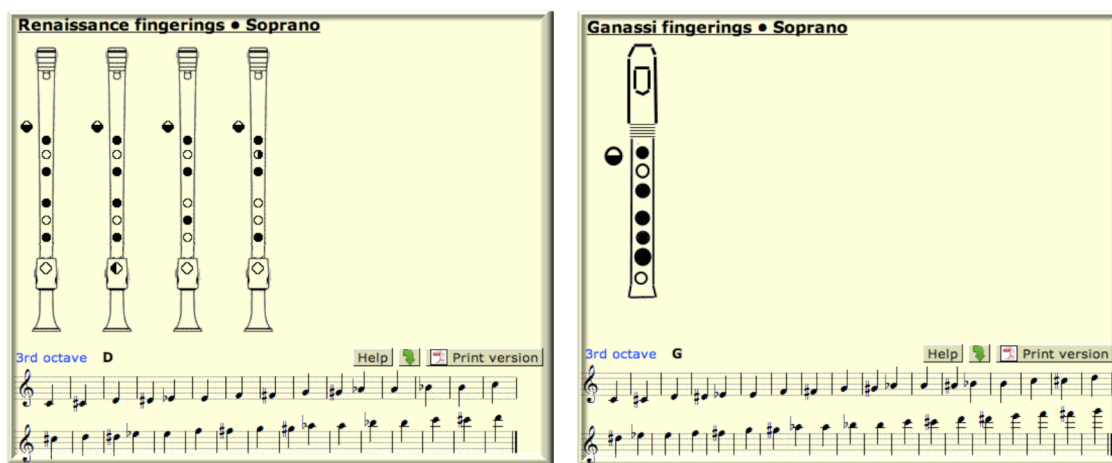 Renaissance fingerings • Soprano
3rd octave D
Help
Print version
Ganassi fingerings • Soprano
3rd octave G
Help
Print version